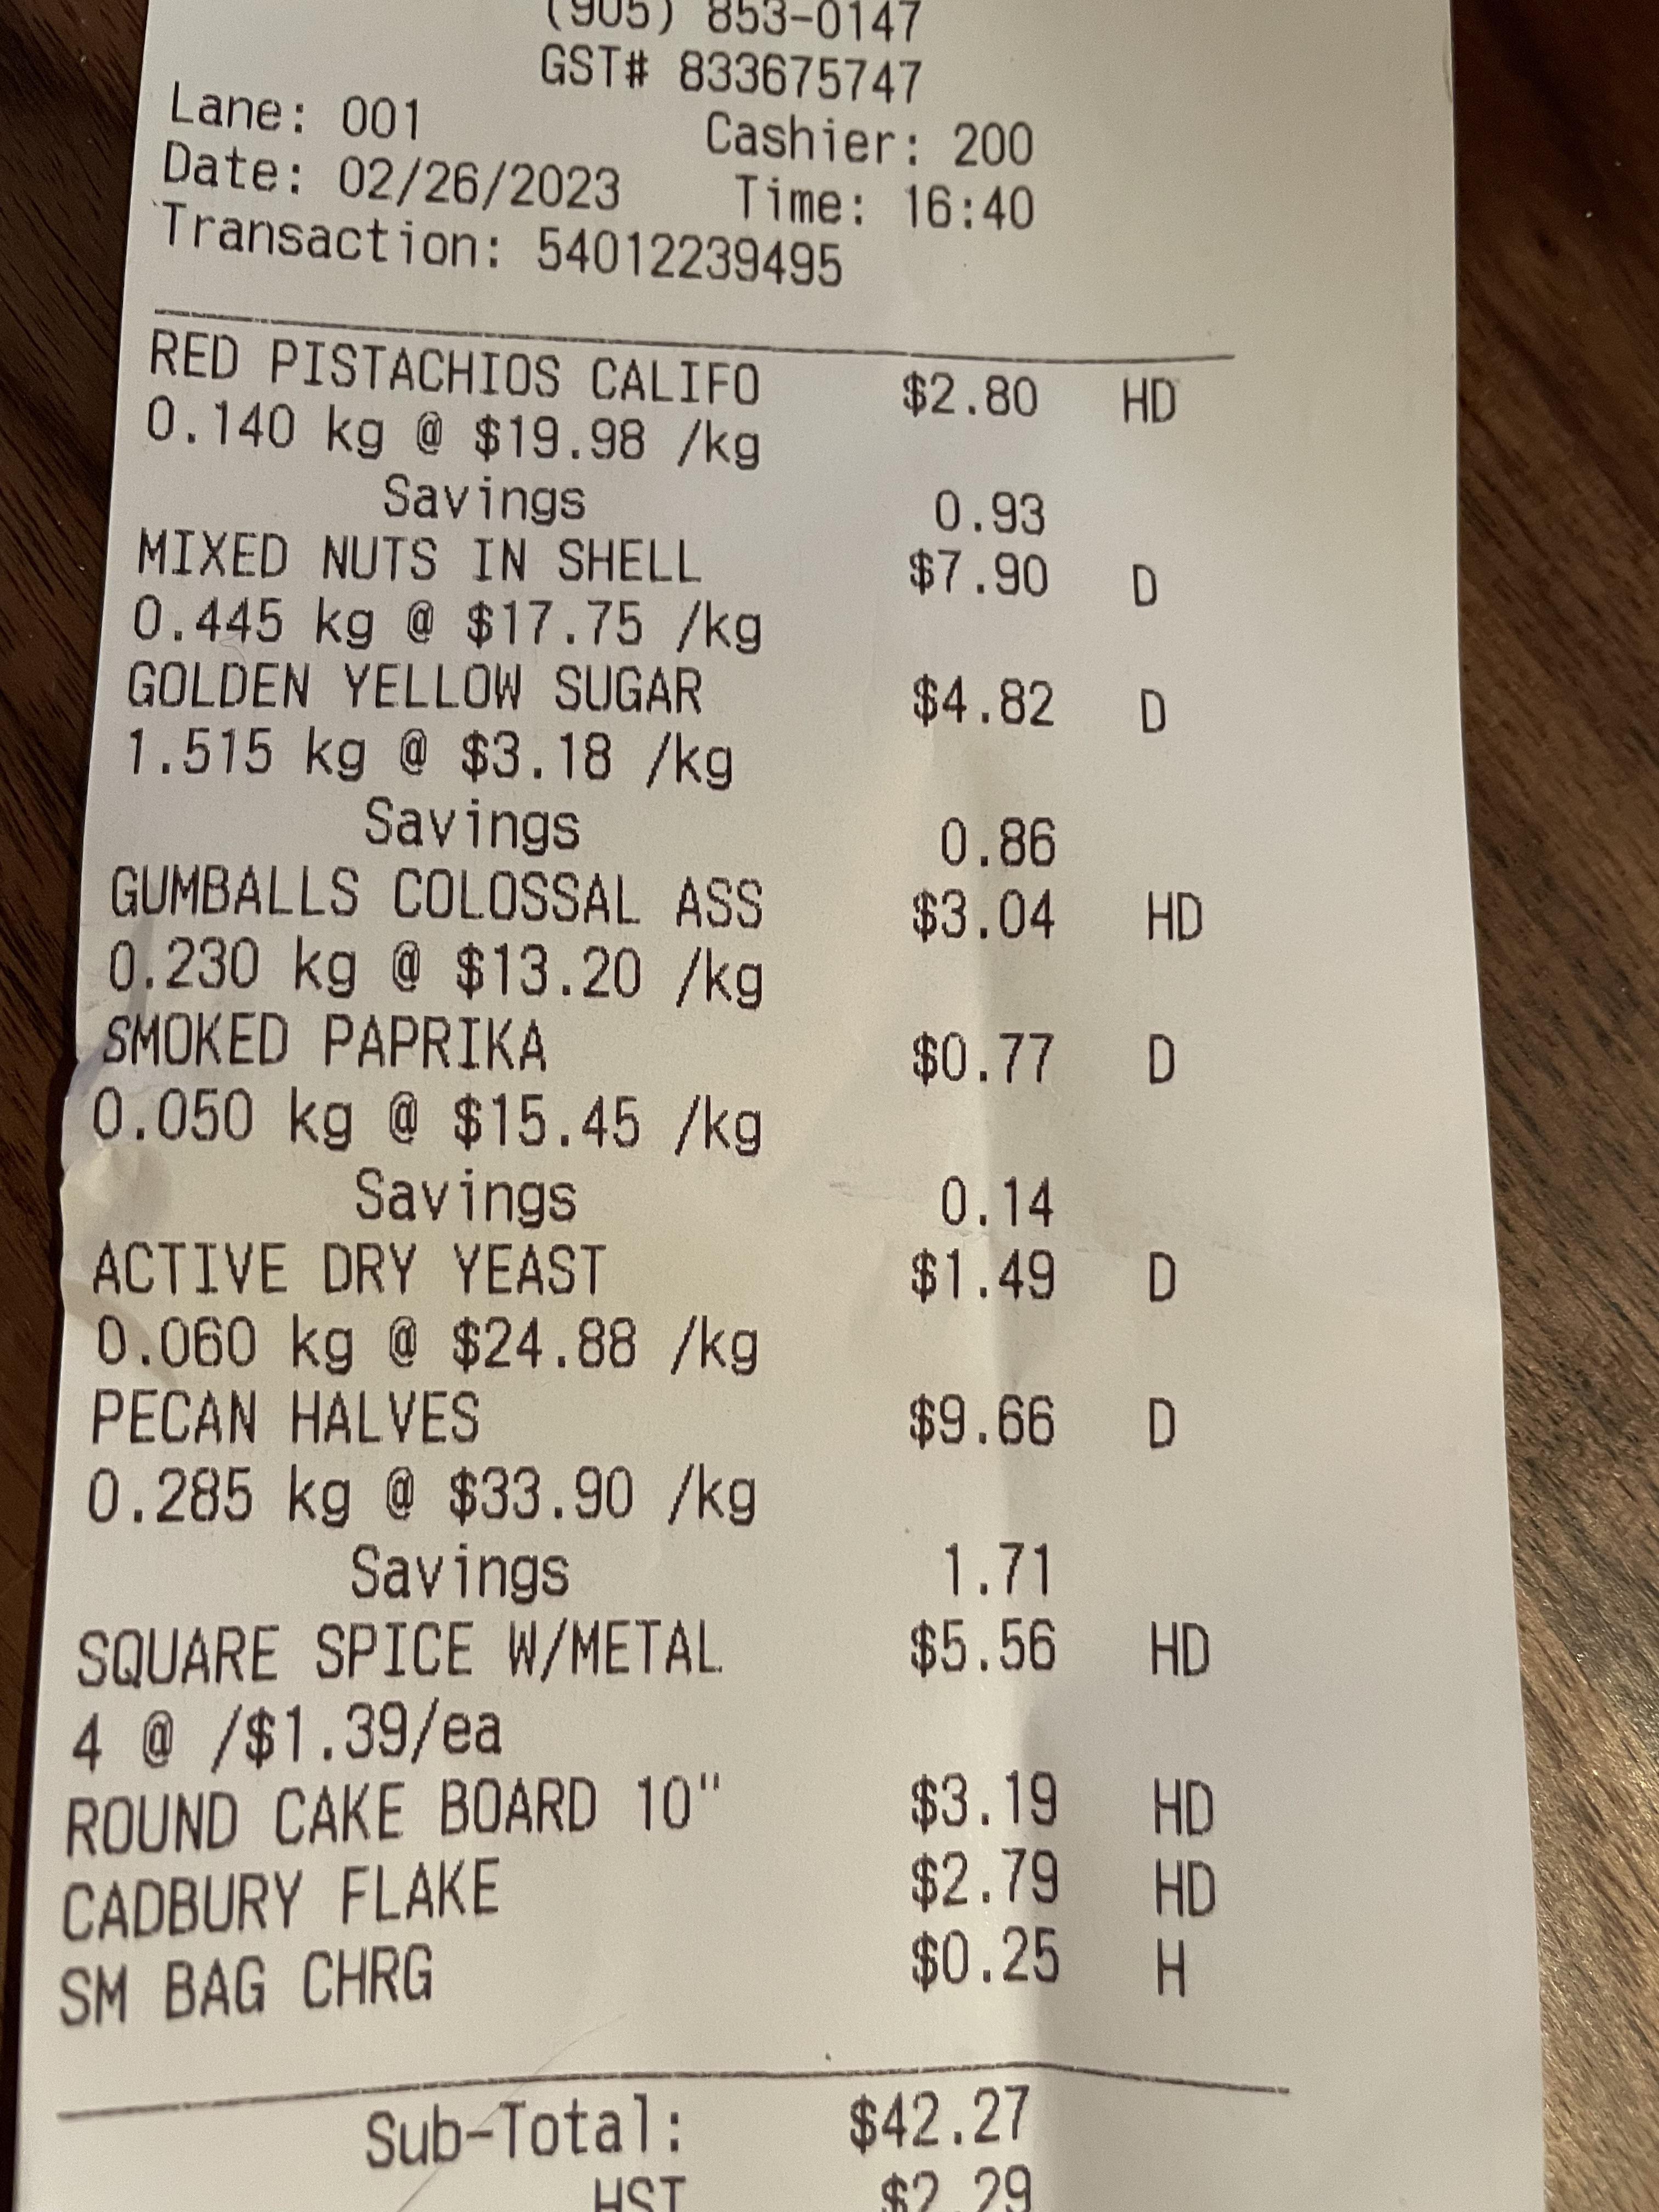 (905) 853-0147
GST# 833675747
Lane: 001 Cashier: 200
Date: 02/26/2023 Time: 16:40
Transaction: 54012239495
RED PISTACHIOS CALIFO $2.80 HD
0.140 kg @ $19.98 /kg
Savings 0.93
MIXED NUTS IN SHELL $7.90 D
0.445 kg @ $17.75 /kg
GOLDEN YELLOW SUGAR $4.82 D
1.515 kg @ $3.18 /kg
Savings 0.86
GUMBALLS COLOSSAL ASS $3.04 HD
0.230 kg @ $13.20 /kg
SMOKED PAPRIKA $0.77 D
0.050 kg @ $15.45 /kg
Savings 0.14
ACTIVE DRY YEAST $1.49 D
0.060 kg @ $24.88 /kg
PECAN HALVES $9.66 D
0.285 kg @ $33.90 /kg
Savings 1.71
SQUARE SPICE W/METAL $5.56 HD
4 @ /$1.39/ea
ROUND CAKE BOARD 10" $3.19 HD
CADBURY FLAKE $2.79 HD
SM BAG CHRG $0.25 H
Sub-Total: $42.27
HST $2.29